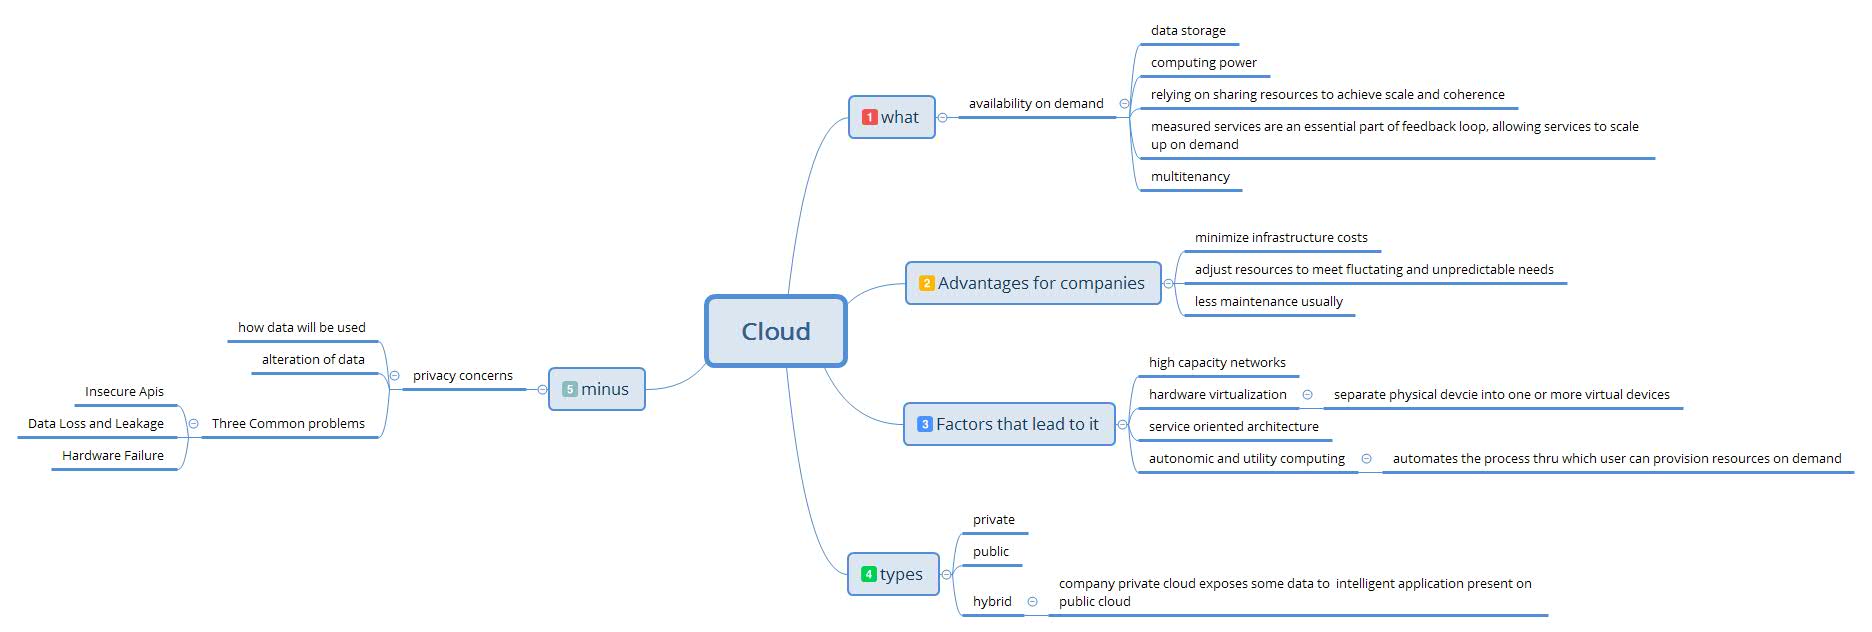 Cloud
1 what
availability on demand
data storage
computing power
relying on sharing resources to achieve scale and coherence
measured services are an essential part of feedback loop, allowing services to scale
up on demand
multitenancy
2 Advantages for companies
minimize infrastructure costs
adjust resources to meet fluctating and unpredictable needs
less maintenance usually
3 Factors that lead to it
high capacity networks
hardware virtualization
separate physical devcie into one or more virtual devices
service oriented architecture
autonomic and utility computing
automates the process thru which user can provision resources on demand
4 types
private
public
hybrid
company private cloud exposes some data to  intelligent application present on
public cloud
5 minus
privacy concerns
how data will be used
alteration of data
Three Common problems
Insecure Apis
Data Loss and Leakage
Hardware Failure